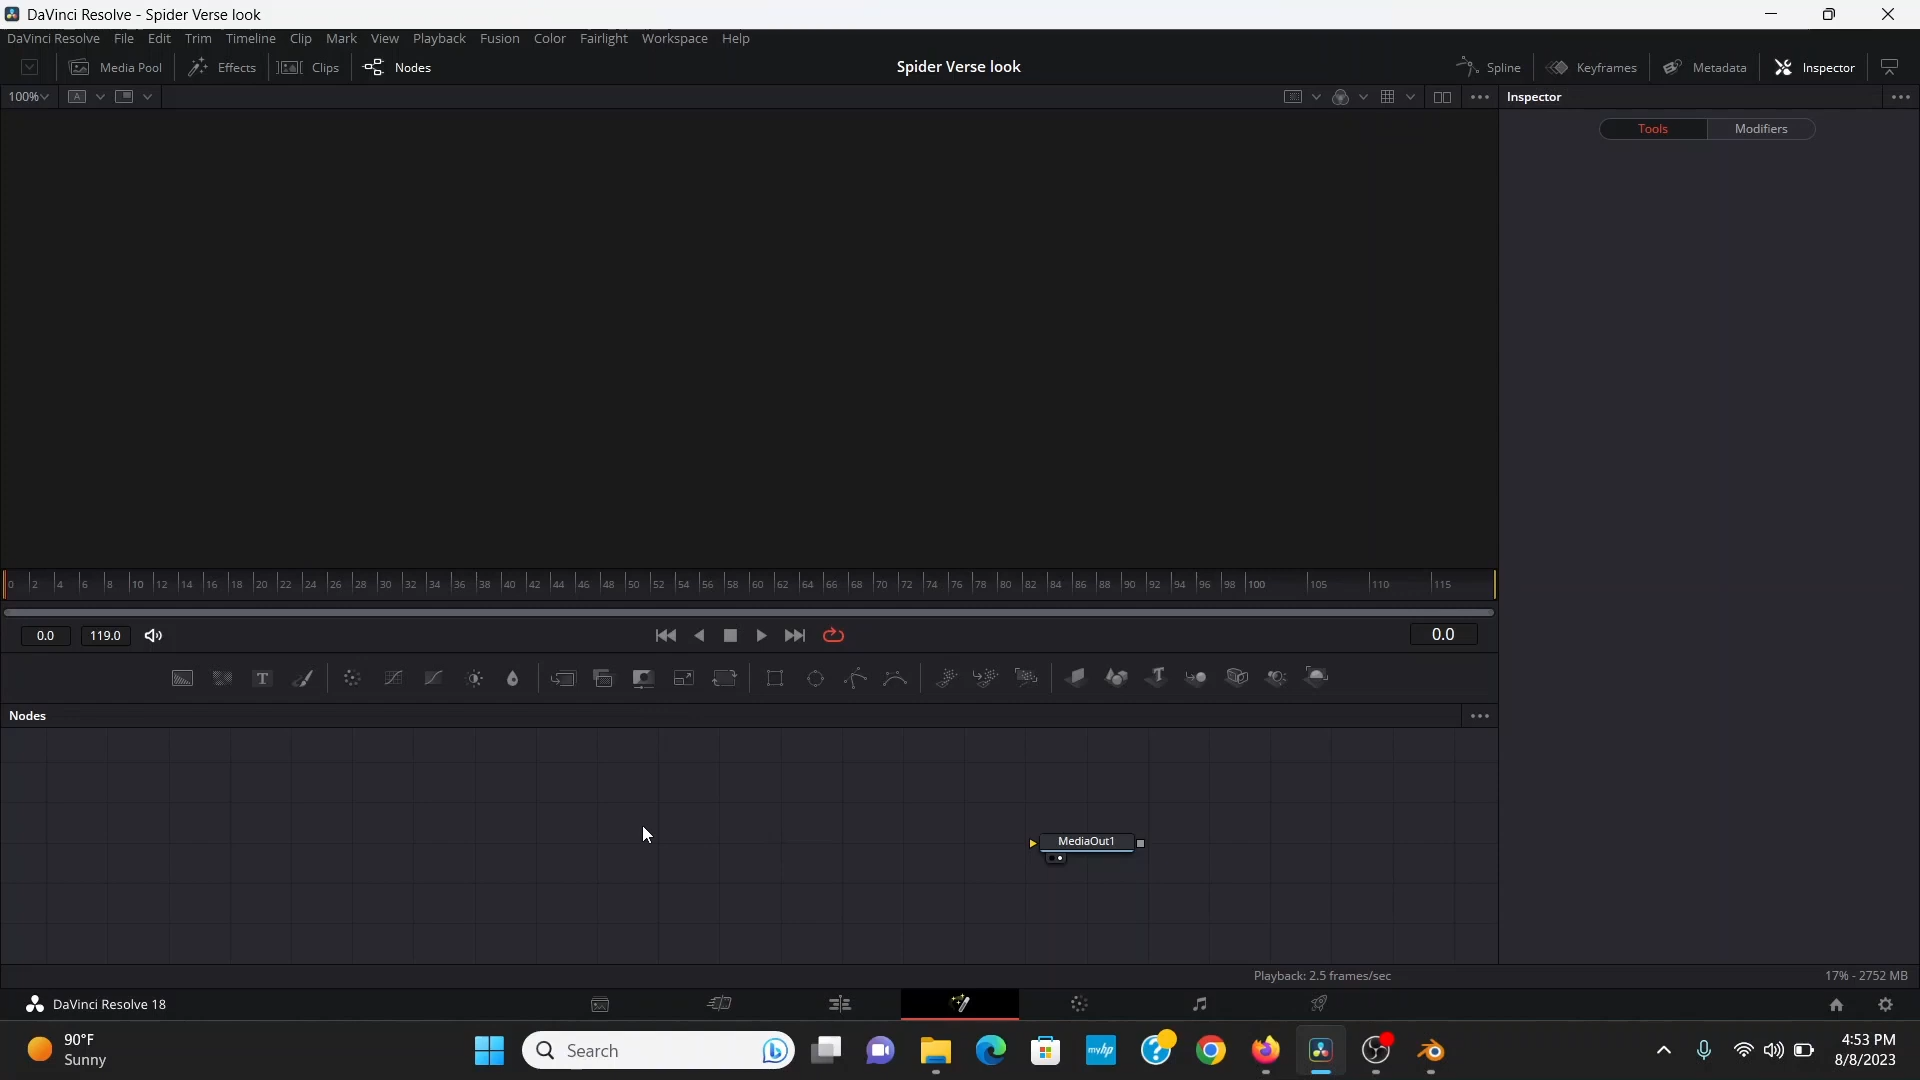 DaVinci Resolve - Spider Verse look
DaVinci Resolve File Edit Trim Timeline Clip Mark View Playback Fusion Color Fairlight Workspace Help
Media Pool Effects Clips Nodes Spider Verse look Spline Keyframes Metadata Inspector
100% A Inspector
Tools Modifiers
0 2 4 6 8 10 12 14 16 18 20 22 24 26 28 30 32 34 36 38 40 42 44 46 48 50 52 54 56 58 60 62 64 66 68 70 72 74 76 78 80 82 84 86 88 90 92 94 96 98 100 105 110 115
0.0 119.0 0.0
T T
Nodes
MediaOut1
Playback: 2.5 frames/sec 17% - 2752 MB
DaVinci Resolve 18
90°F
Sunny
Search
myhp
4:53 PM
8/8/2023